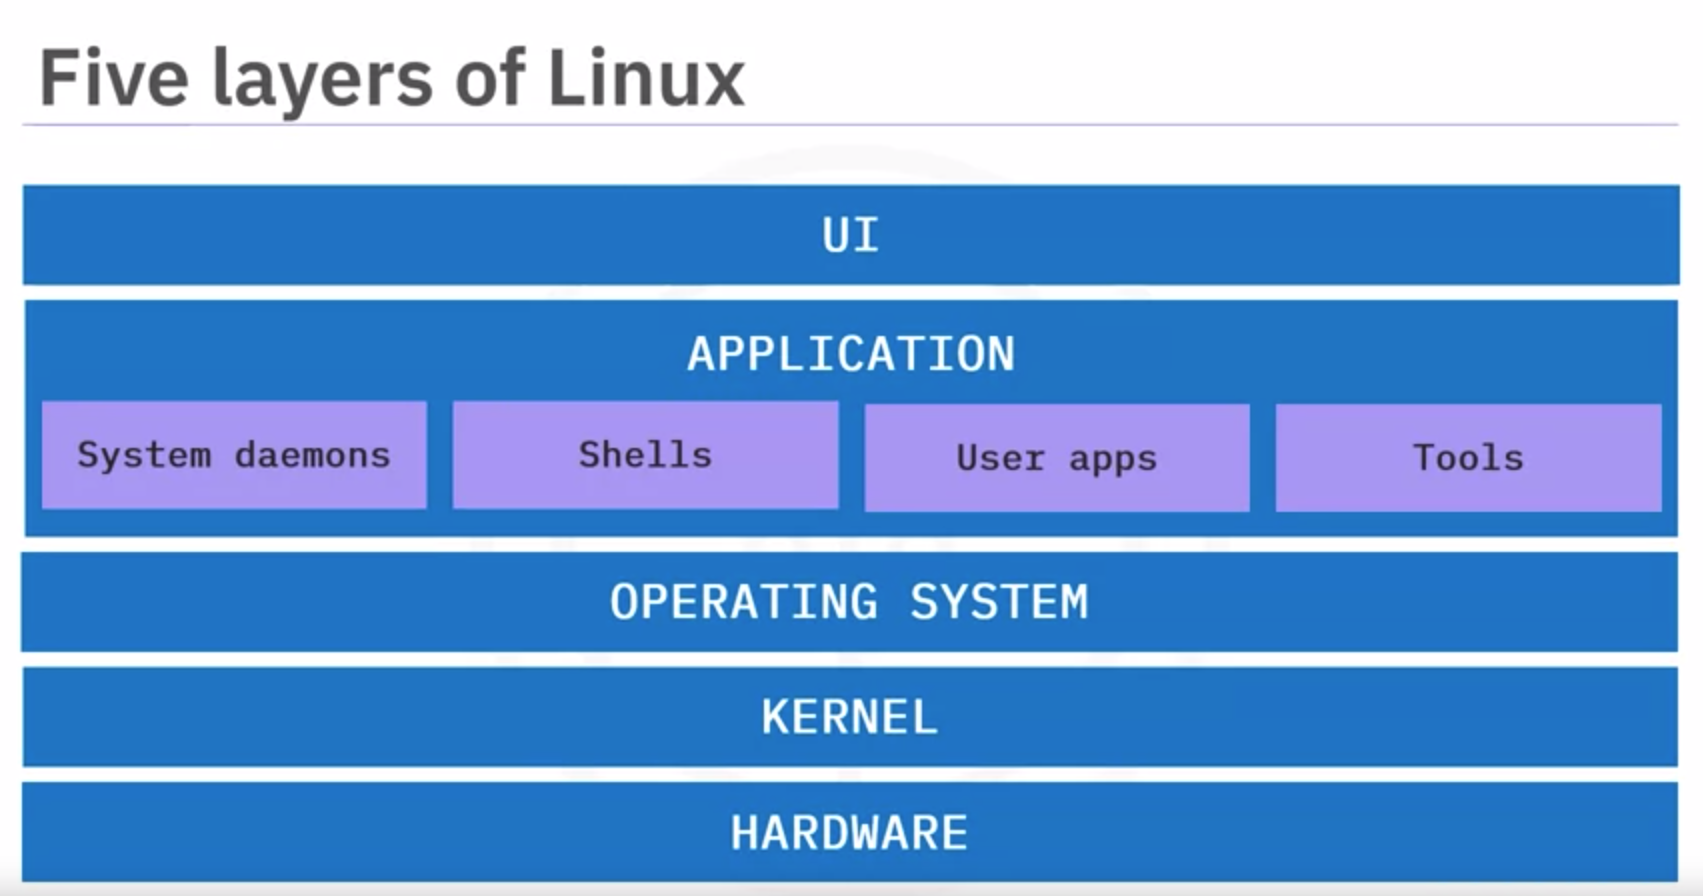 Five layers of Linux
UI
APPLICATION
System daemons
Shells
User apps
Tools
OPERATING SYSTEM
KERNEL
HARDWARE